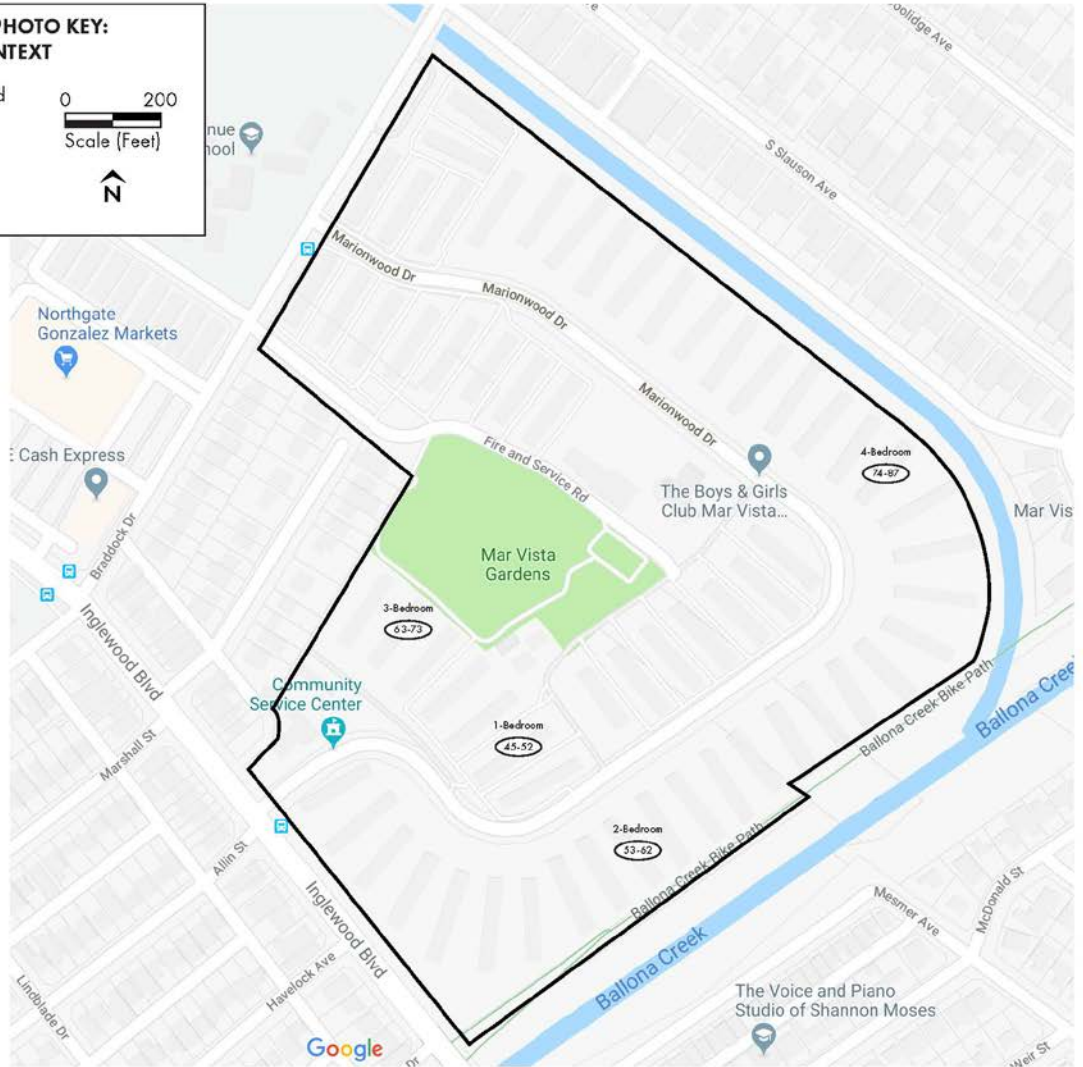 PHOTO KEY:
NTEXT
d
0 200
Scale (Feet)
N
nue
hool
oolidge Ave
S Slauson Ave
Marionwood Dr
Marionwood Dr
Northgate
Gonzalez Markets
Marionwood Dr
4-Bedroom
74-87
Fire and Service Rd
E Cash Express
The Boys & Girls
Club Mar Vista...
Mar Vis
Braddock Dr
Mar Vista
Gardens
3-Bedroom
63-73
Inglewood Blvd
Community
Service Center
Ballona Creek Bike Path
Ballona Cree
1-Bedroom
45-52
Marshall St
2-Bedroom
53-62
Allin St
Ballona Creek Bike Path
Inglewood Blvd
Mesmer Ave
McDonald St
Ballona Creek
Havelock Ave
Lindblade Dr
The Voice and Piano
Studio of Shannon Moses
Google
Dr
Weir St